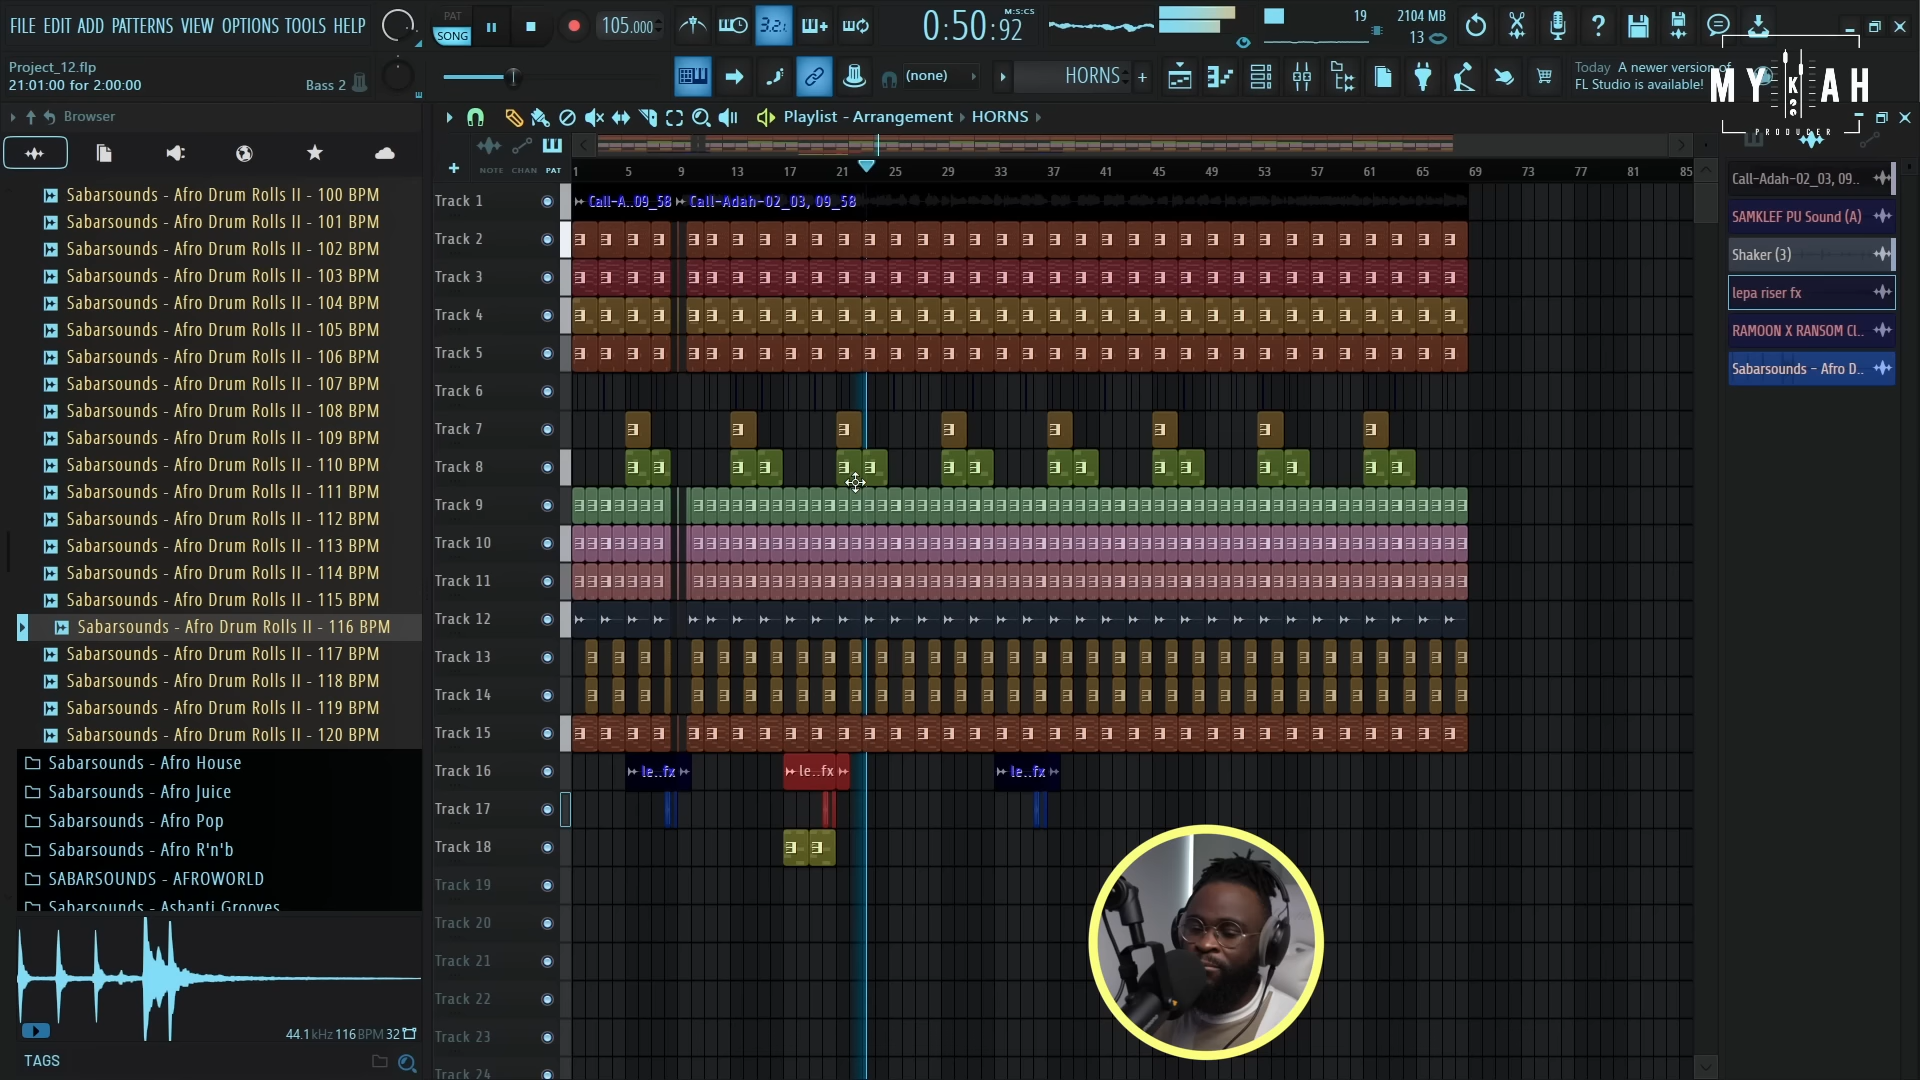 FILE EDIT ADD PATTERNS VIEW OPTIONS TOOLS HELP
PAT
SONG
105.000
3.2.
0:50:92
M:S:CS
19
2104 MB
13
Project_12.flp
21:01:00 for 2:00:00
Bass 2
(none)
HORNS
Today A newer version of
FL Studio is available!
MYKAH
PRODUCER
Browser
Playlist - Arrangement HORNS
NOTE CHAN PAT
1 5 9 13 17 21 25 29 33 37 41 45 49 53 57 61 65 69 73 77 81 85
Sabarsounds - Afro Drum Rolls II - 100 BPM
Sabarsounds - Afro Drum Rolls II - 101 BPM
Sabarsounds - Afro Drum Rolls II - 102 BPM
Sabarsounds - Afro Drum Rolls II - 103 BPM
Sabarsounds - Afro Drum Rolls II - 104 BPM
Sabarsounds - Afro Drum Rolls II - 105 BPM
Sabarsounds - Afro Drum Rolls II - 106 BPM
Sabarsounds - Afro Drum Rolls II - 107 BPM
Sabarsounds - Afro Drum Rolls II - 108 BPM
Sabarsounds - Afro Drum Rolls II - 109 BPM
Sabarsounds - Afro Drum Rolls II - 110 BPM
Sabarsounds - Afro Drum Rolls II - 111 BPM
Sabarsounds - Afro Drum Rolls II - 112 BPM
Sabarsounds - Afro Drum Rolls II - 113 BPM
Sabarsounds - Afro Drum Rolls II - 114 BPM
Sabarsounds - Afro Drum Rolls II - 115 BPM
Sabarsounds - Afro Drum Rolls II - 116 BPM
Sabarsounds - Afro Drum Rolls II - 117 BPM
Sabarsounds - Afro Drum Rolls II - 118 BPM
Sabarsounds - Afro Drum Rolls II - 119 BPM
Sabarsounds - Afro Drum Rolls II - 120 BPM
Sabarsounds - Afro House
Sabarsounds - Afro Juice
Sabarsounds - Afro Pop
Sabarsounds - Afro R'n'b
SABARSOUNDS - AFROWORLD
Sabarsounds - Ashanti Grooves
44.1kHz 116 BPM 32
TAGS
Track 1
Call-A..09_58
Call-Adah-02_03, 09_58
Track 2
Track 3
Track 4
Track 5
Track 6
Track 7
Track 8
Track 9
Track 10
Track 11
Track 12
Track 13
Track 14
Track 15
Track 16
le..fx
le..fx
le..fx
Track 17
Track 18
Track 19
Track 20
Track 21
Track 22
Track 23
Track 24
Call-Adah-02_03, 09..
SAMKLEF PU Sound (A)
Shaker (3)
lepa riser fx
RAMOON X RANSOM Cl..
Sabarsounds - Afro D..